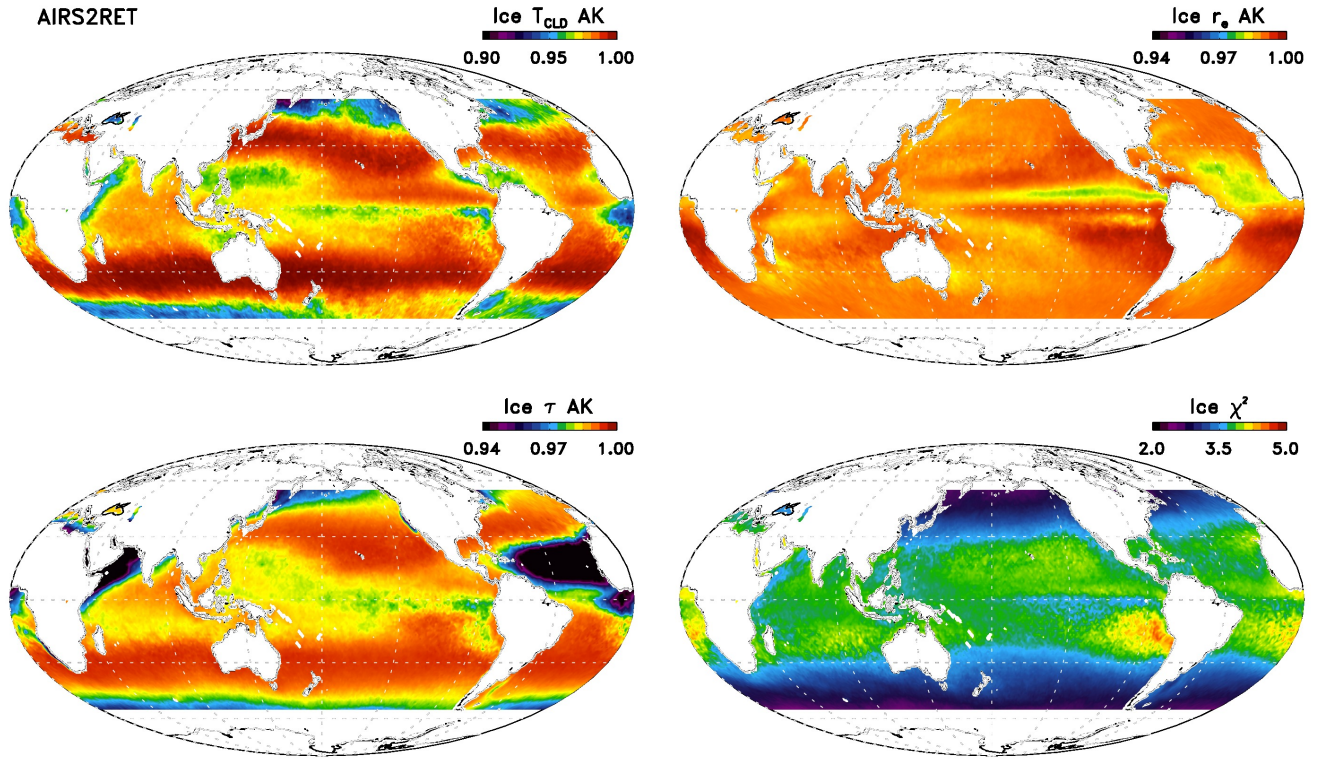 AIRS2RET
Ice T_CLD AK
0.90 0.95 1.00
Ice r_e AK
0.94 0.97 1.00
Ice τ AK
0.94 0.97 1.00
Ice χ²
2.0 3.5 5.0